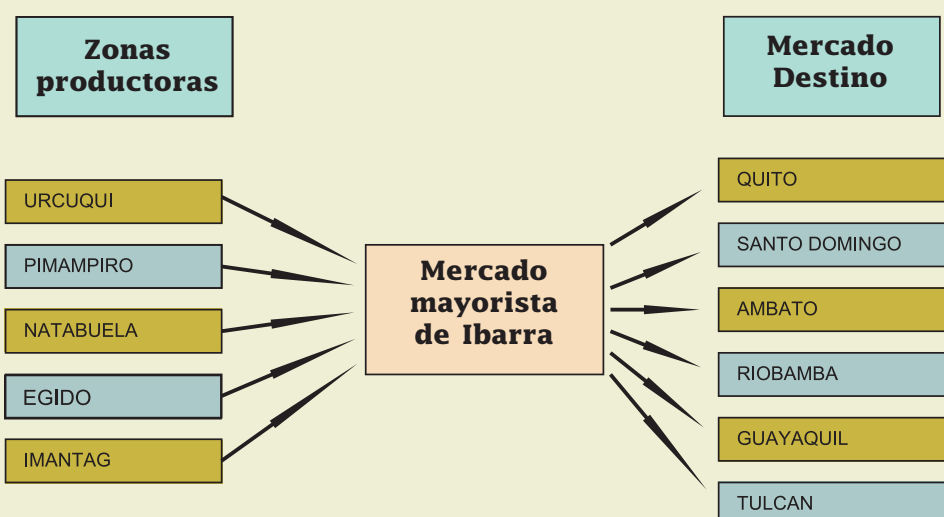 Zonas
productoras
Mercado
Destino
URCUQUI
PIMAMPIRO
NATABUELA
EGIDO
IMANTAG
Mercado
mayorista
de Ibarra
QUITO
SANTO DOMINGO
AMBATO
RIOBAMBA
GUAYAQUIL
TULCAN